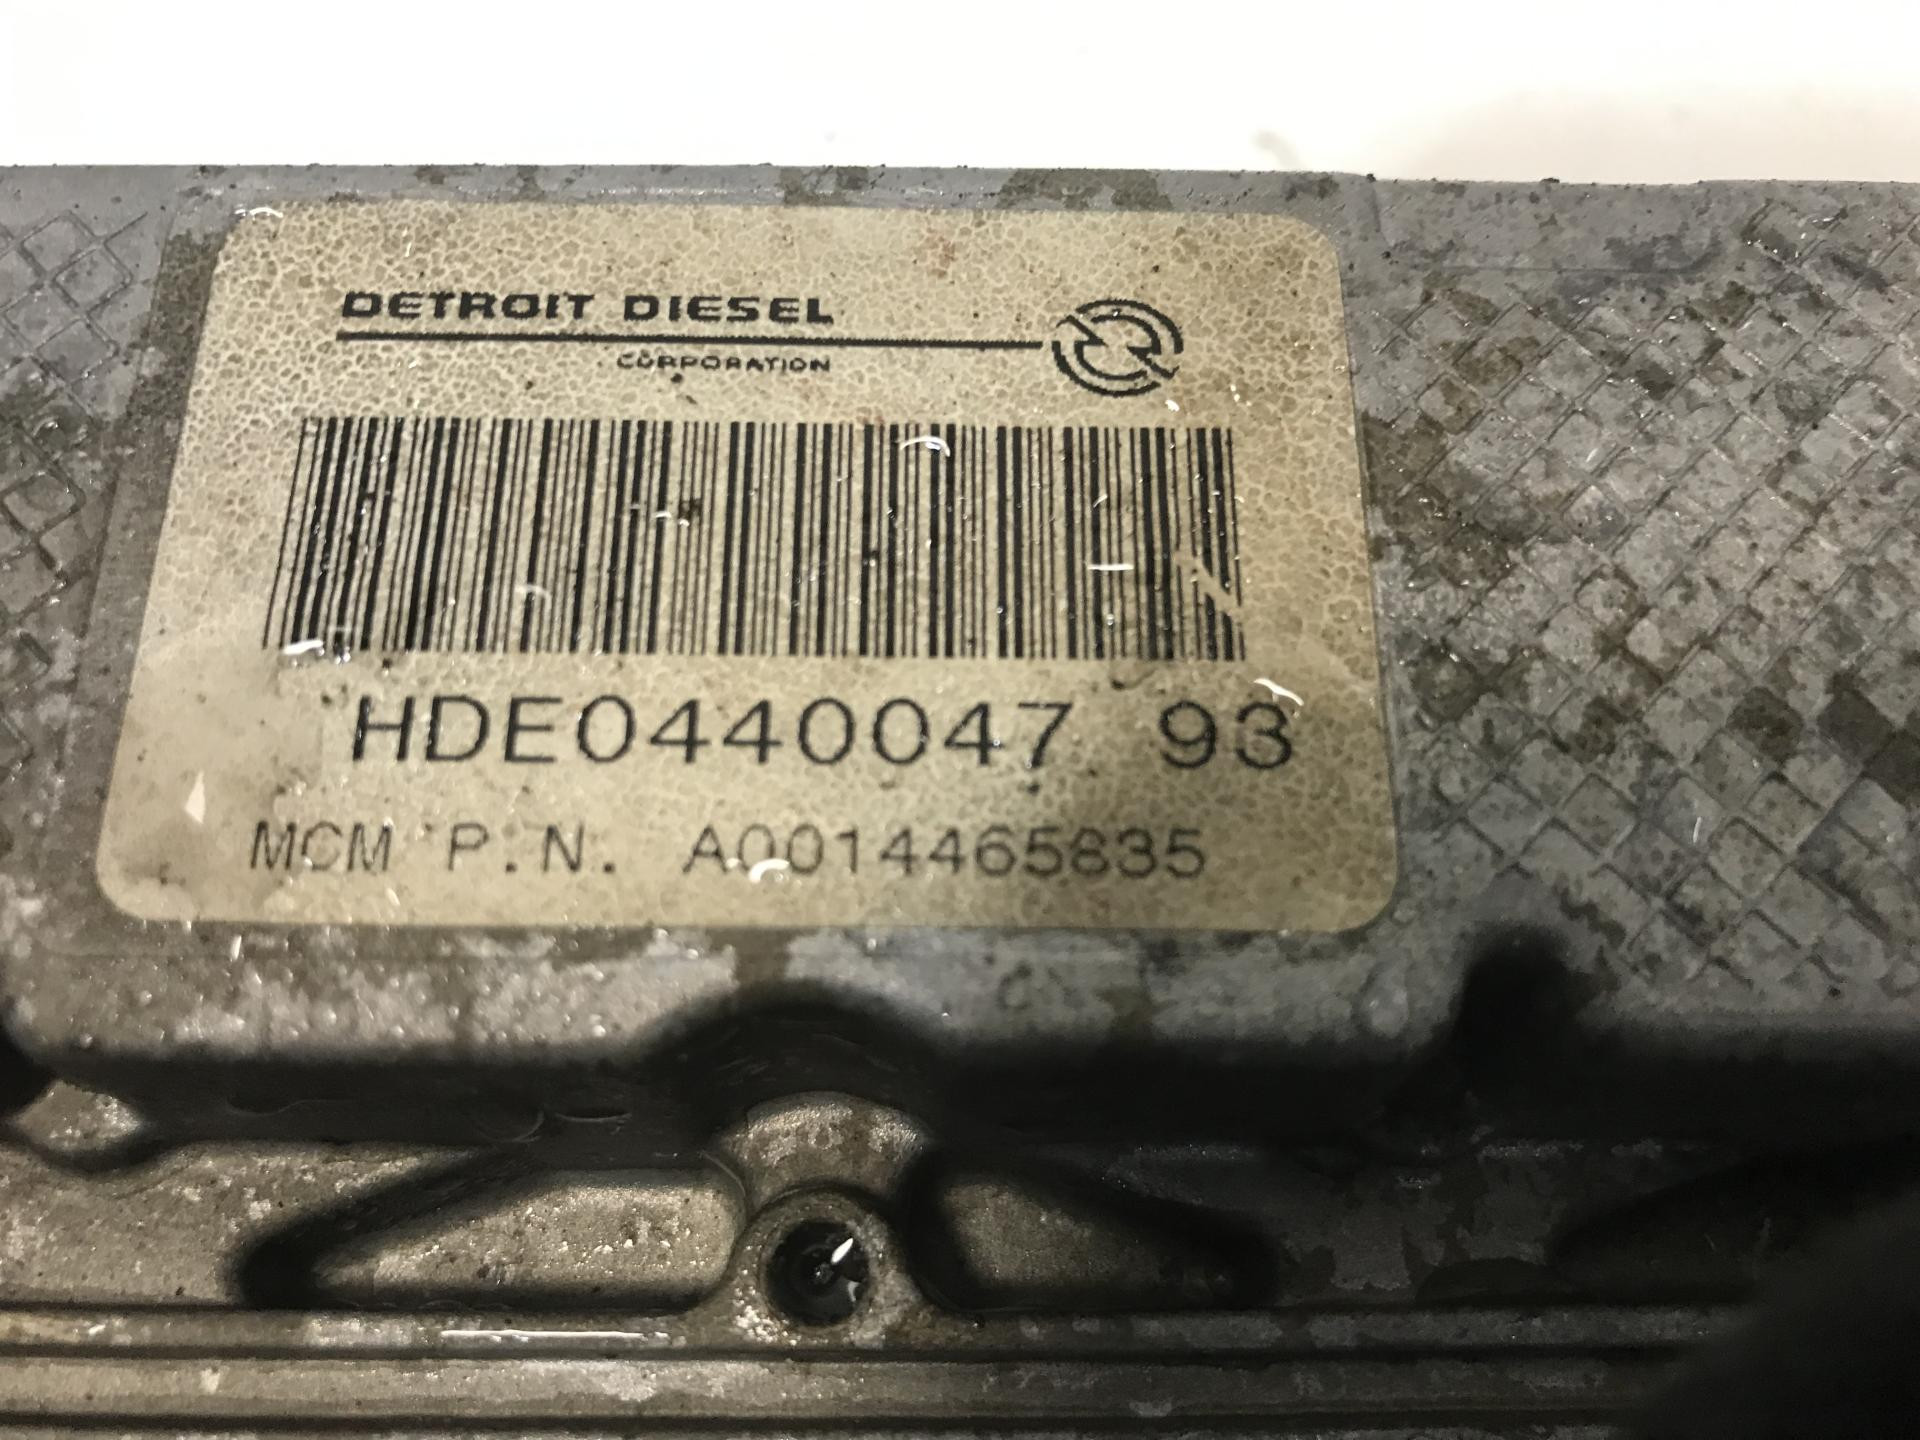 DETROIT DIESEL
CORPORATION
HDE0440047 93
MCM P.N. A0014465835